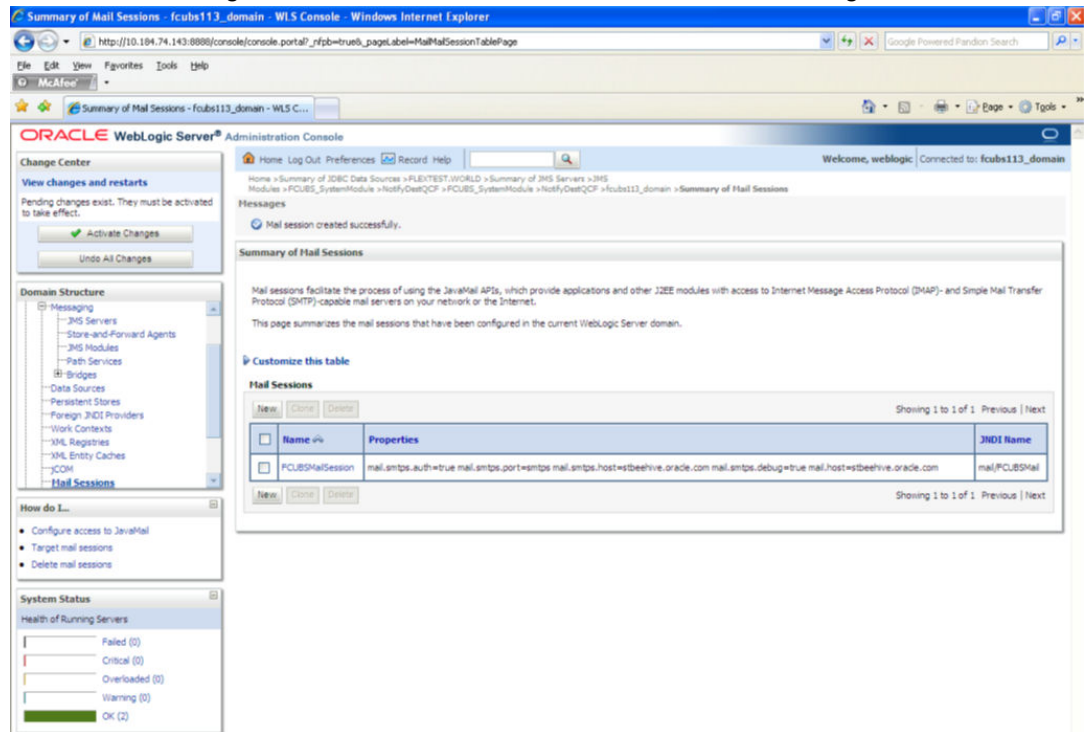 Summary of Mail Sessions - fcubs113_domain - WLS Console - Windows Internet Explorer
http://10.184.74.143:8888/console/console.portal?_nfpb=true&_pageLabel=MailMailSessionTablePage
Google Powered Pandion Search
File Edit View Favorites Tools Help
McAfee
Summary of Mail Sessions - fcubs113_domain - WLS C...
Page Tools
ORACLE WebLogic Server® Administration Console
Change Center
View changes and restarts
Pending changes exist. They must be activated
to take effect.
Activate Changes
Undo All Changes
Domain Structure
Messaging
JMS Servers
Store-and-Forward Agents
JMS Modules
Path Services
Bridges
Data Sources
Persistent Stores
Foreign JNDI Providers
Work Contexts
XML Registries
XML Entity Caches
jCOM
Mail Sessions
How do I...
Configure access to JavaMail
Target mail sessions
Delete mail sessions
System Status
Health of Running Servers
Failed (0)
Critical (0)
Overloaded (0)
Warning (0)
OK (2)
Home Log Out Preferences Record Help
Welcome, weblogic Connected to: fcubs113_domain
Home >Summary of JDBC Data Sources >FLEXTEST.WORLD >Summary of JMS Servers >JMS
Modules >FCUBS_SystemModule >NotifyDestQCF >FCUBS_SystemModule >NotifyDestQCF >fcubs113_domain >Summary of Mail Sessions
Messages
Mail session created successfully.
Summary of Mail Sessions
Mail sessions facilitate the process of using the JavaMail APIs, which provide applications and other J2EE modules with access to Internet Message Access Protocol (IMAP)- and Simple Mail Transfer
Protocol (SMTP)-capable mail servers on your network or the Internet.
This page summarizes the mail sessions that have been configured in the current WebLogic Server domain.
Customize this table
Mail Sessions
New Clone Delete
Showing 1 to 1 of 1 Previous | Next
Name Properties JNDI Name
FCUBSMailSession mail.smtps.auth=true mail.smtps.port=smtps mail.smtps.host=stbeehive.oracle.com mail.smtps.debug=true mail.host=stbeehive.oracle.com mail/FCUBSMail
New Clone Delete
Showing 1 to 1 of 1 Previous | Next